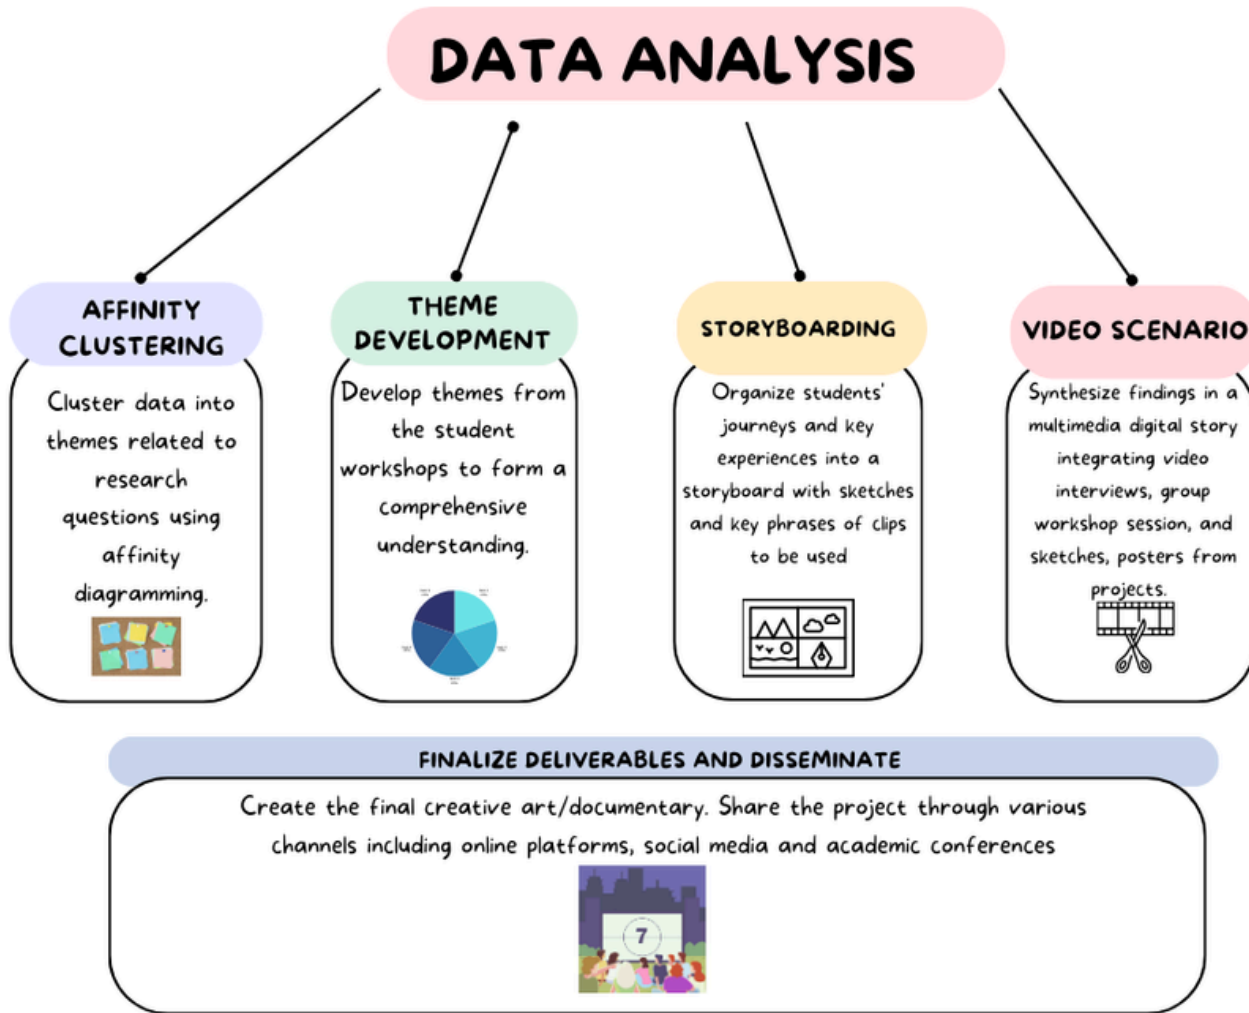 DATA ANALYSIS
AFFINITY
CLUSTERING
Cluster data into
themes related to
research
questions using
affinity
diagramming.
THEME
DEVELOPMENT
Develop themes from
the student
workshops to form a
comprehensive
understanding.
STORYBOARDING
Organize students'
journeys and key
experiences into a
storyboard with sketches
and key phrases of clips
to be used
VIDEO SCENARIO
Synthesize findings in a
multimedia digital story
integrating video
interviews, group
workshop session, and
sketches, posters from
projects.
FINALIZE DELIVERABLES AND DISSEMINATE
Create the final creative art/documentary. Share the project through various
channels including online platforms, social media and academic conferences
7